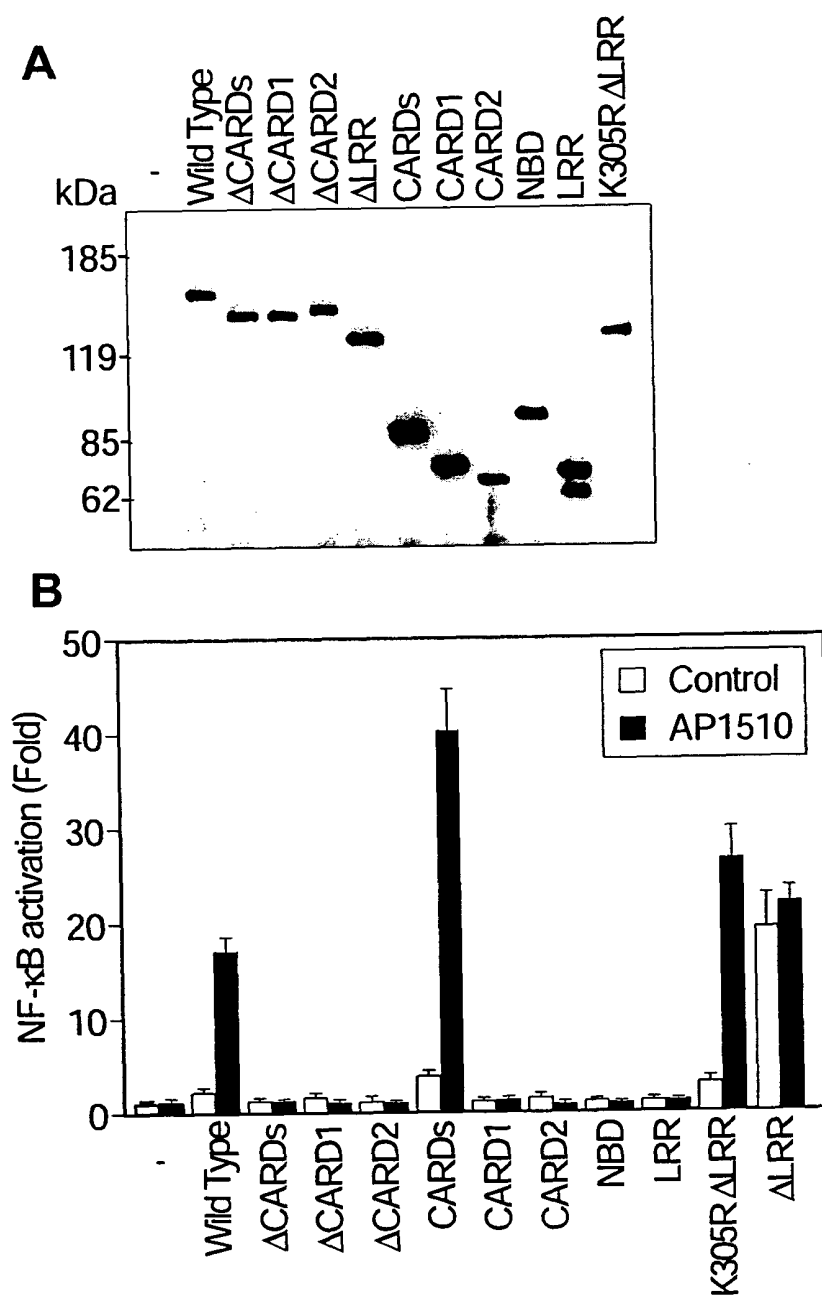 A
-
Wild Type
ΔCARDs
ΔCARD1
ΔCARD2
ΔLRR
CARDs
CARD1
CARD2
NBD
LRR
K305R ΔLRR
kDa
185
119
85
62
B
50
40
30
20
10
0
NF-κB activation (Fold)
Control
AP1510
-
Wild Type
ΔCARDs
ΔCARD1
ΔCARD2
CARDs
CARD1
CARD2
NBD
LRR
K305R ΔLRR
ΔLRR